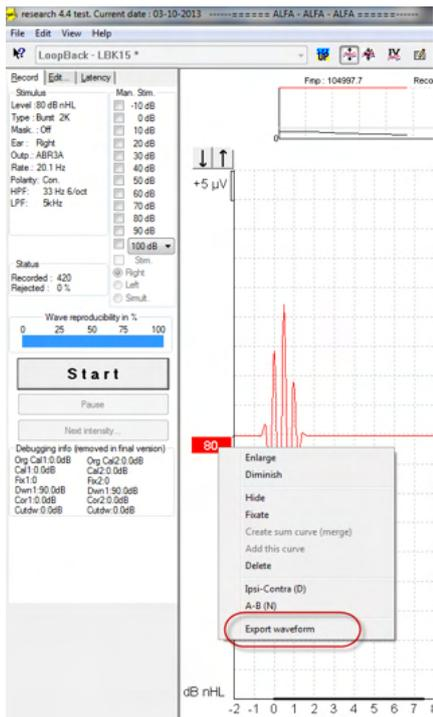 research 4.4 test. Current date : 03-10-2013 ------====== ALFA - ALFA - ALFA ======------
File Edit View Help
LoopBack - LBK15 *
Record Edit... Latency
Stimulus
Level :80 dB nHL
Type : Burst 2K
Mask. : Off
Ear : Right
Outp.: ABR3A
Rate : 20.1 Hz
Polarity: Con.
HPF: 33 Hz 6/oct
LPF: 5kHz
Man. Stim.
-10 dB
0 dB
10 dB
20 dB
30 dB
40 dB
50 dB
60 dB
70 dB
80 dB
90 dB
100 dB
Stim.
Right
Left
Simult.
Status
Recorded : 420
Rejected : 0 %
Wave reproducibility in %
0 25 50 75 100
Start
Pause
Next intensity...
Debugging info (removed in final version)
Org Cal1:0.0dB Org Cal2:0.0dB
Cal1:0.0dB Cal2:0.0dB
Fix1:0 Fix2:0
Dwn1:90.0dB Dwn1:90.0dB
Cor1:0.0dB Cor2:0.0dB
Cutdw:0.0dB Cutdw:0.0dB
Fmp : 104997.7 Reco
0
+5 µV
80
Enlarge
Diminish
Hide
Fixate
Create sum curve (merge)
Add this curve
Delete
Ipsi-Contra (D)
A-B (N)
Export waveform
dB nHL
-2 -1 0 1 2 3 4 5 6 7 8